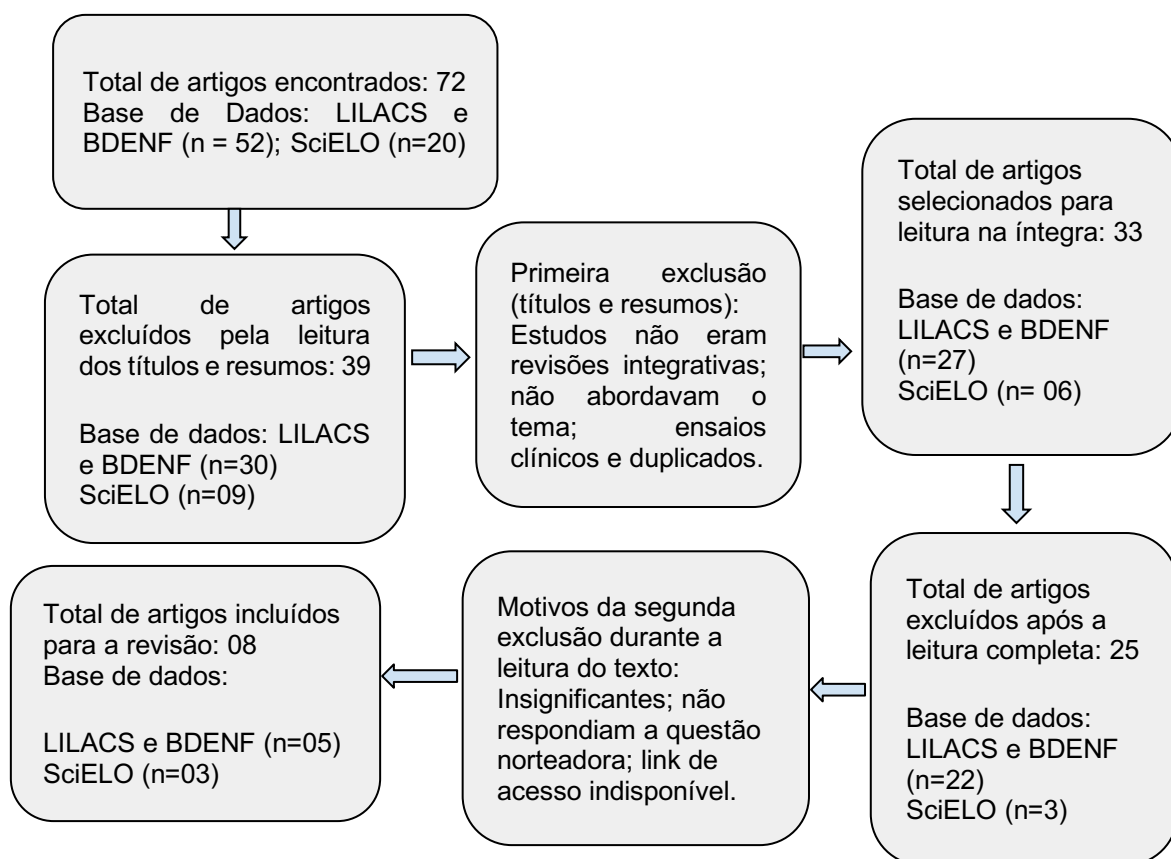 Total de artigos encontrados: 72
Base de Dados: LILACS e
BDENF (n = 52); SciELO (n=20)
Total de artigos
excluídos pela leitura
dos títulos e resumos: 39
Base de dados: LILACS
e BDENF (n=30)
SciELO (n=09)
Primeira exclusão
(títulos e resumos):
Estudos não eram
revisões integrativas;
não abordavam o
tema; ensaios
clínicos e duplicados.
Total de artigos
selecionados para
leitura na íntegra: 33
Base de dados:
LILACS e BDENF
(n=27)
SciELO (n= 06)
Total de artigos
excluídos após a
leitura completa: 25
Base de dados:
LILACS e BDENF
(n=22)
SciELO (n=3)
Motivos da segunda
exclusão durante a
leitura do texto:
Insignificantes; não
respondiam a questão
norteadora; link de
acesso indisponível.
Total de artigos incluídos
para a revisão: 08
Base de dados:
LILACS e BDENF (n=05)
SciELO (n=03)